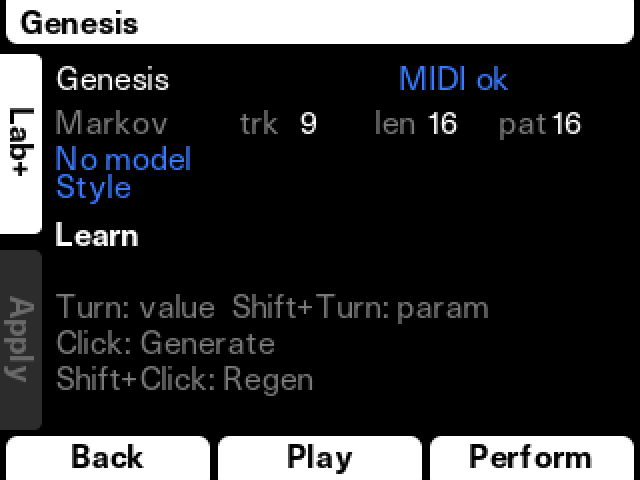 Genesis
Lab+
Genesis MIDI ok
Markov trk 9 len 16 pat 16
No model
Style
Learn
Apply
Turn: value Shift+Turn: param
Click: Generate
Shift+Click: Regen
Back Play Perform